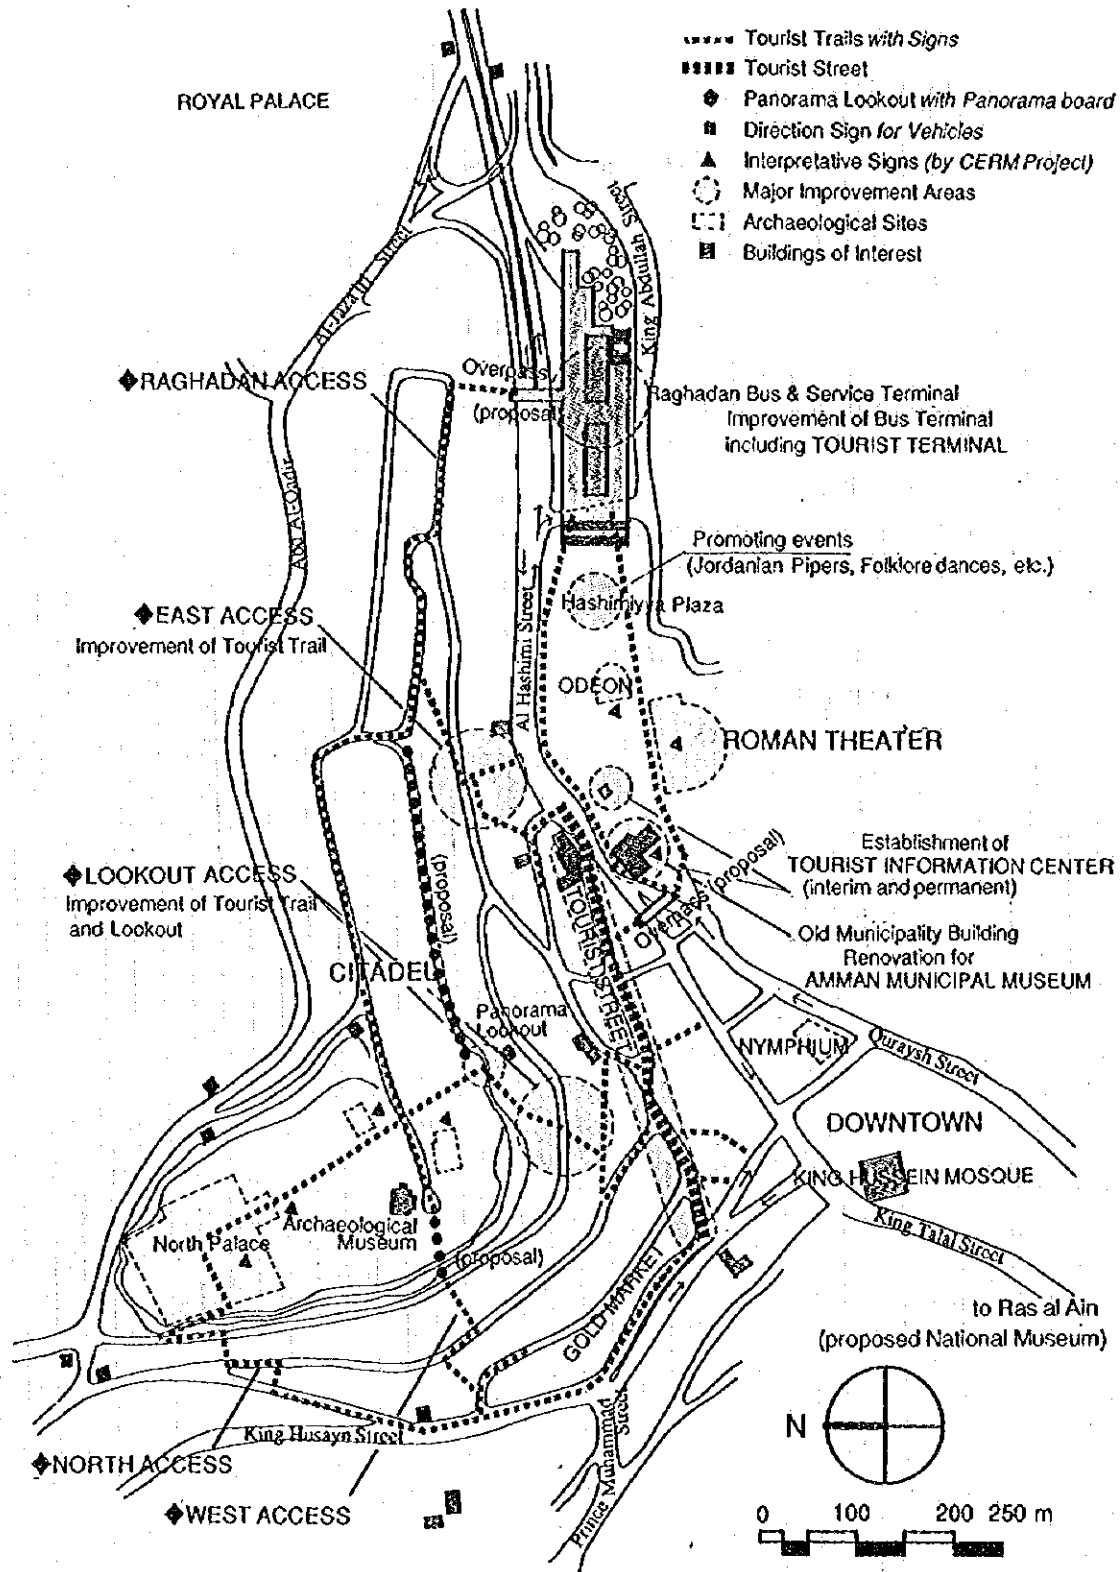 Tourist Trails with Signs
Tourist Street
Panorama Lookout with Panorama board
Direction Sign for Vehicles
Interpretative Signs (by CERM Project)
Major Improvement Areas
Archaeological Sites
Buildings of Interest
ROYAL PALACE
King Abdullah Street
Al-Jaza'iri Street
Abd Al-Qadir
RAGHADAN ACCESS
Overpass
(proposal)
Raghadan Bus & Service Terminal
Improvement of Bus Terminal
including TOURIST TERMINAL
Promoting events
(Jordanian Pipers, Folklore dances, etc.)
Hashimiyya Plaza
EAST ACCESS
Improvement of Tourist Trail
Al Hashimi Street
ODEON
ROMAN THEATER
Establishment of
TOURIST INFORMATION CENTER
(interim and permanent)
LOOKOUT ACCESS
Improvement of Tourist Trail
and Lookout
(proposal)
TOURIST STREET
Overpass (proposal)
Old Municipality Building
Renovation for
AMMAN MUNICIPAL MUSEUM
CITADEL
Panorama
Lookout
NYMPHIUM
Quraysh Street
DOWNTOWN
KING HUSSEIN MOSQUE
King Talal Street
North Palace
Archaeological
Museum
(proposal)
GOLD MARKET
to Ras al Ain
(proposed National Museum)
King Husayn Street
Prince Muhammad
Street
NORTH ACCESS
WEST ACCESS
N
0 100 200 250 m